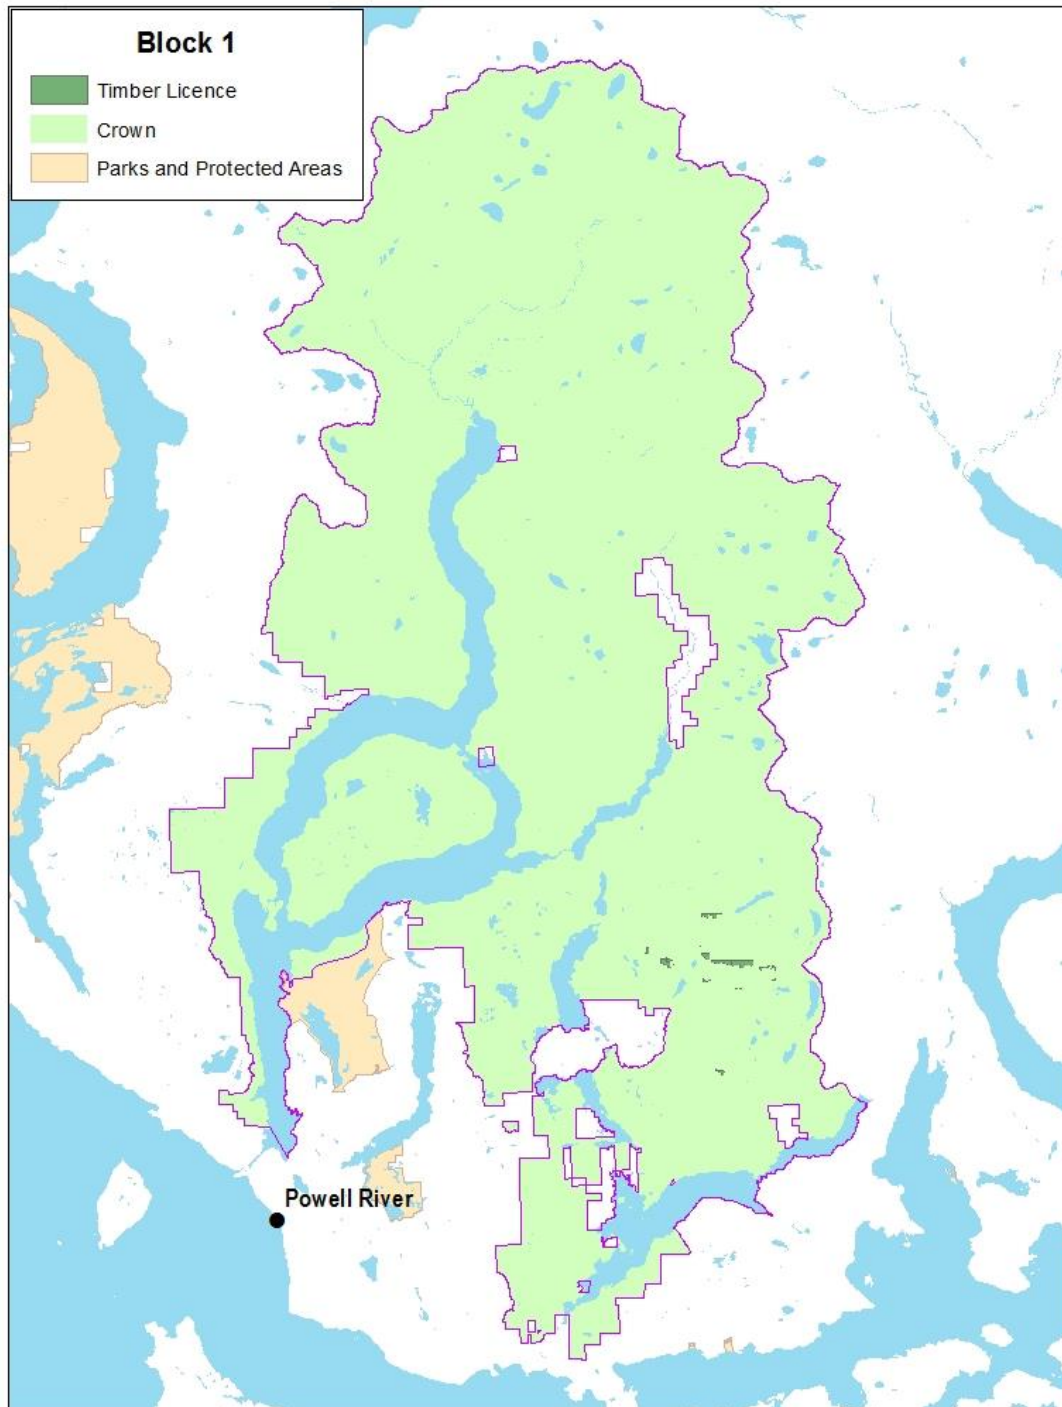 Block 1
Timber Licence
Crown
Parks and Protected Areas
Powell River